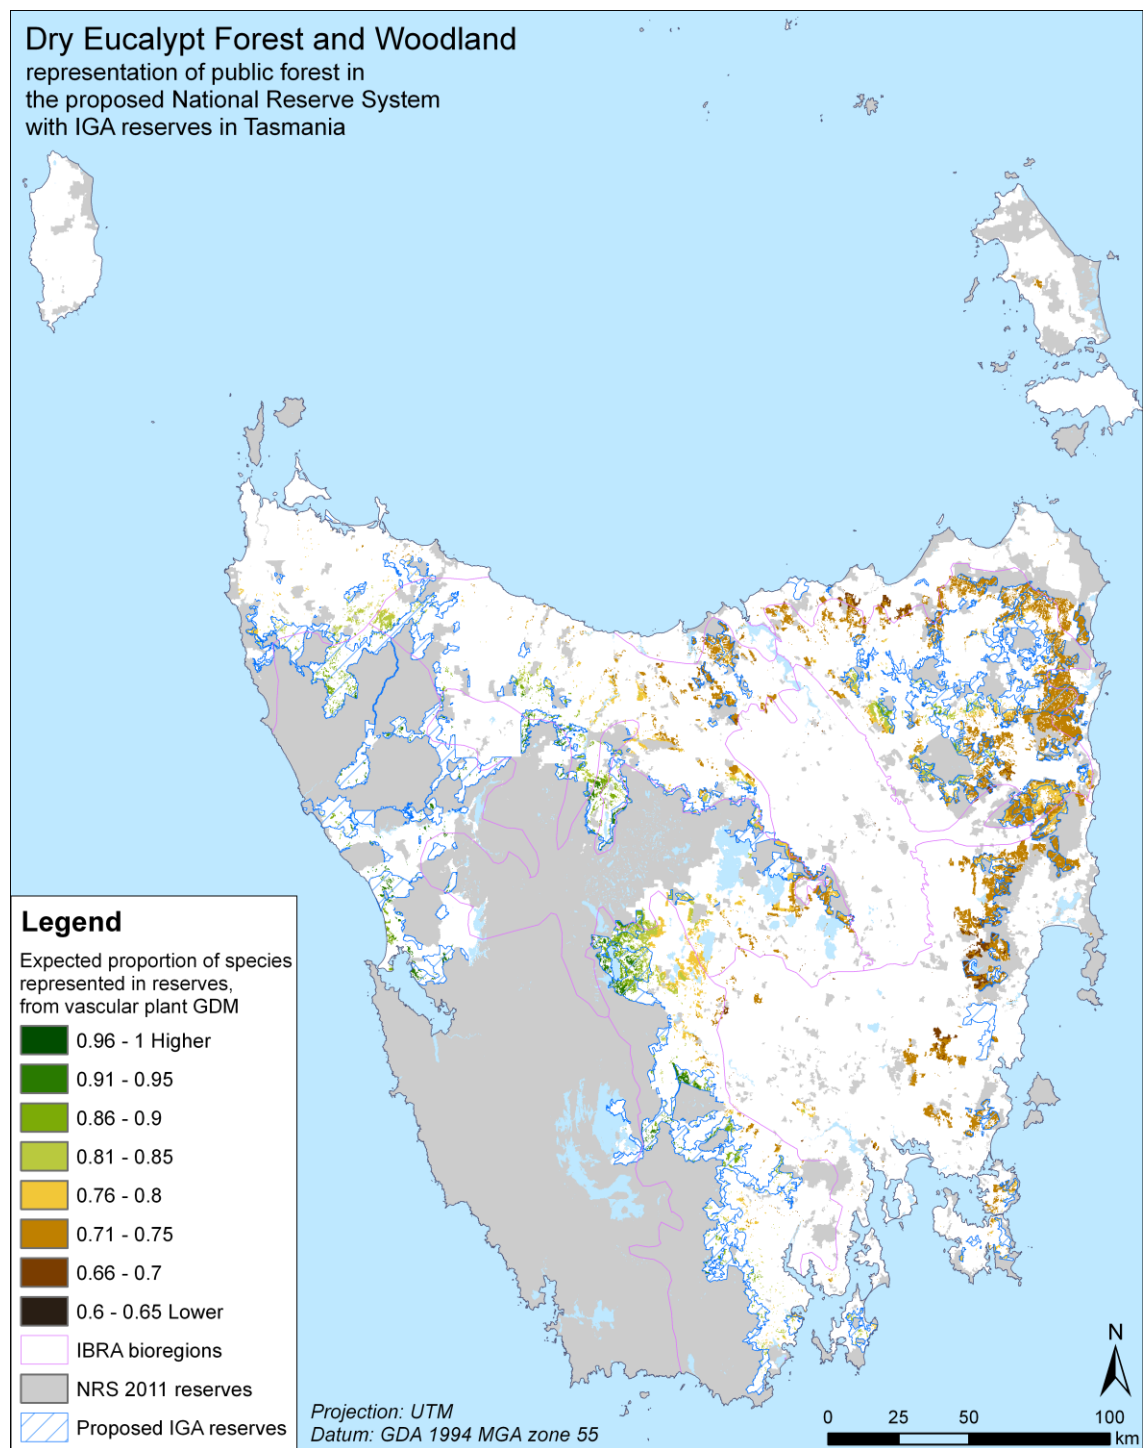 Dry Eucalypt Forest and Woodland
representation of public forest in
the proposed National Reserve System
with IGA reserves in Tasmania
Legend
Expected proportion of species
represented in reserves,
from vascular plant GDM
0.96 - 1 Higher
0.91 - 0.95
0.86 - 0.9
0.81 - 0.85
0.76 - 0.8
0.71 - 0.75
0.66 - 0.7
0.6 - 0.65 Lower
IBRA bioregions
NRS 2011 reserves
Proposed IGA reserves
Projection: UTM
Datum: GDA 1994 MGA zone 55
N
0 25 50 100
km